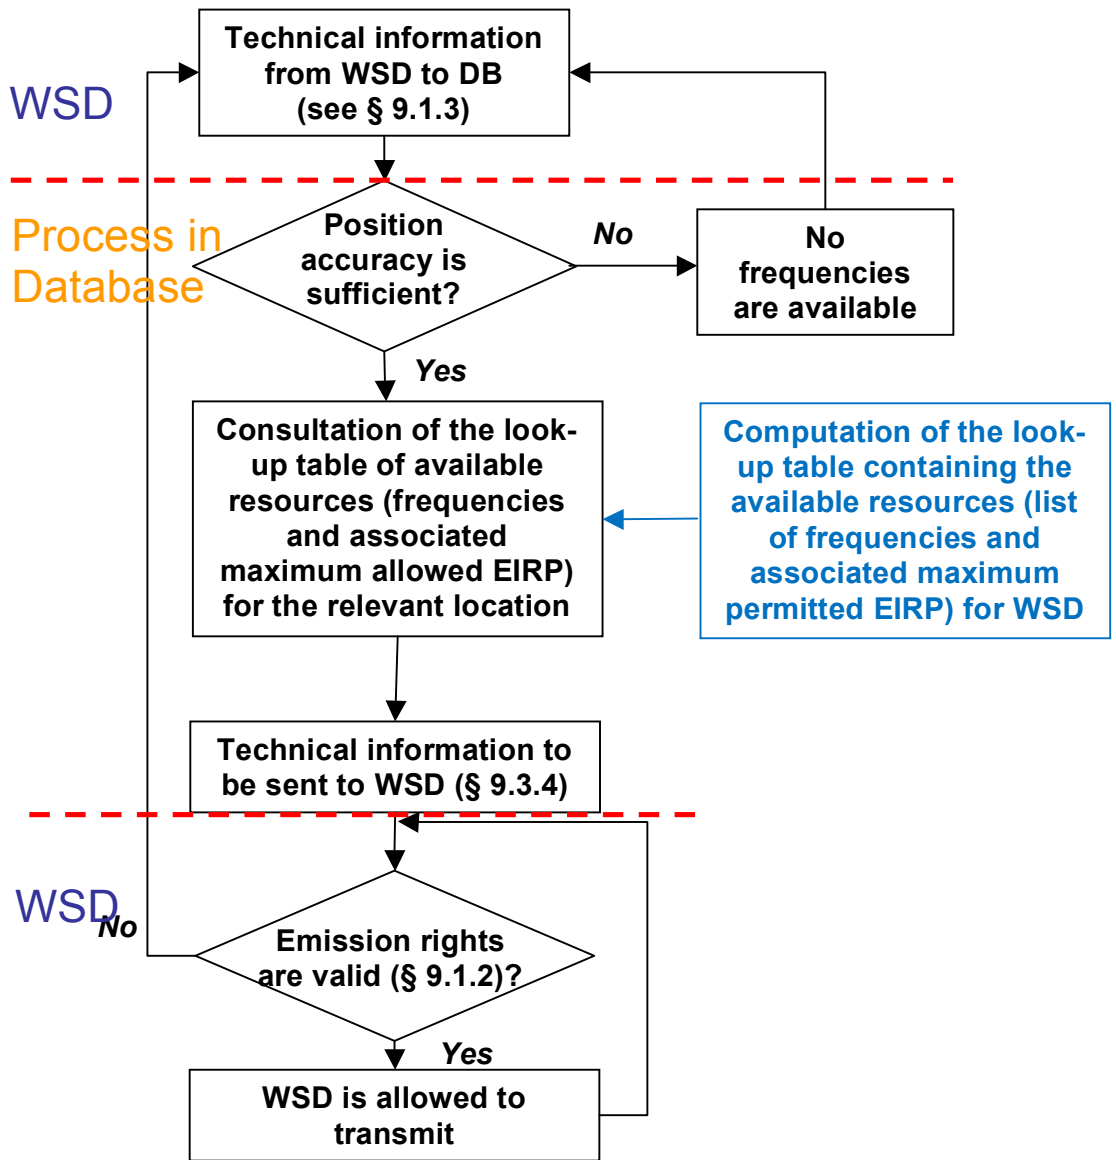 Technical information
from WSD to DB
(see § 9.1.3)
WSD
Process in
Database
Position
accuracy is
sufficient?
No
No
frequencies
are available
Yes
Consultation of the look-
up table of available
resources (frequencies
and associated
maximum allowed EIRP)
for the relevant location
Computation of the look-
up table containing the
available resources (list
of frequencies and
associated maximum
permitted EIRP) for WSD
Technical information to
be sent to WSD (§ 9.3.4)
WSD
No
Emission rights
are valid (§ 9.1.2)?
Yes
WSD is allowed to
transmit